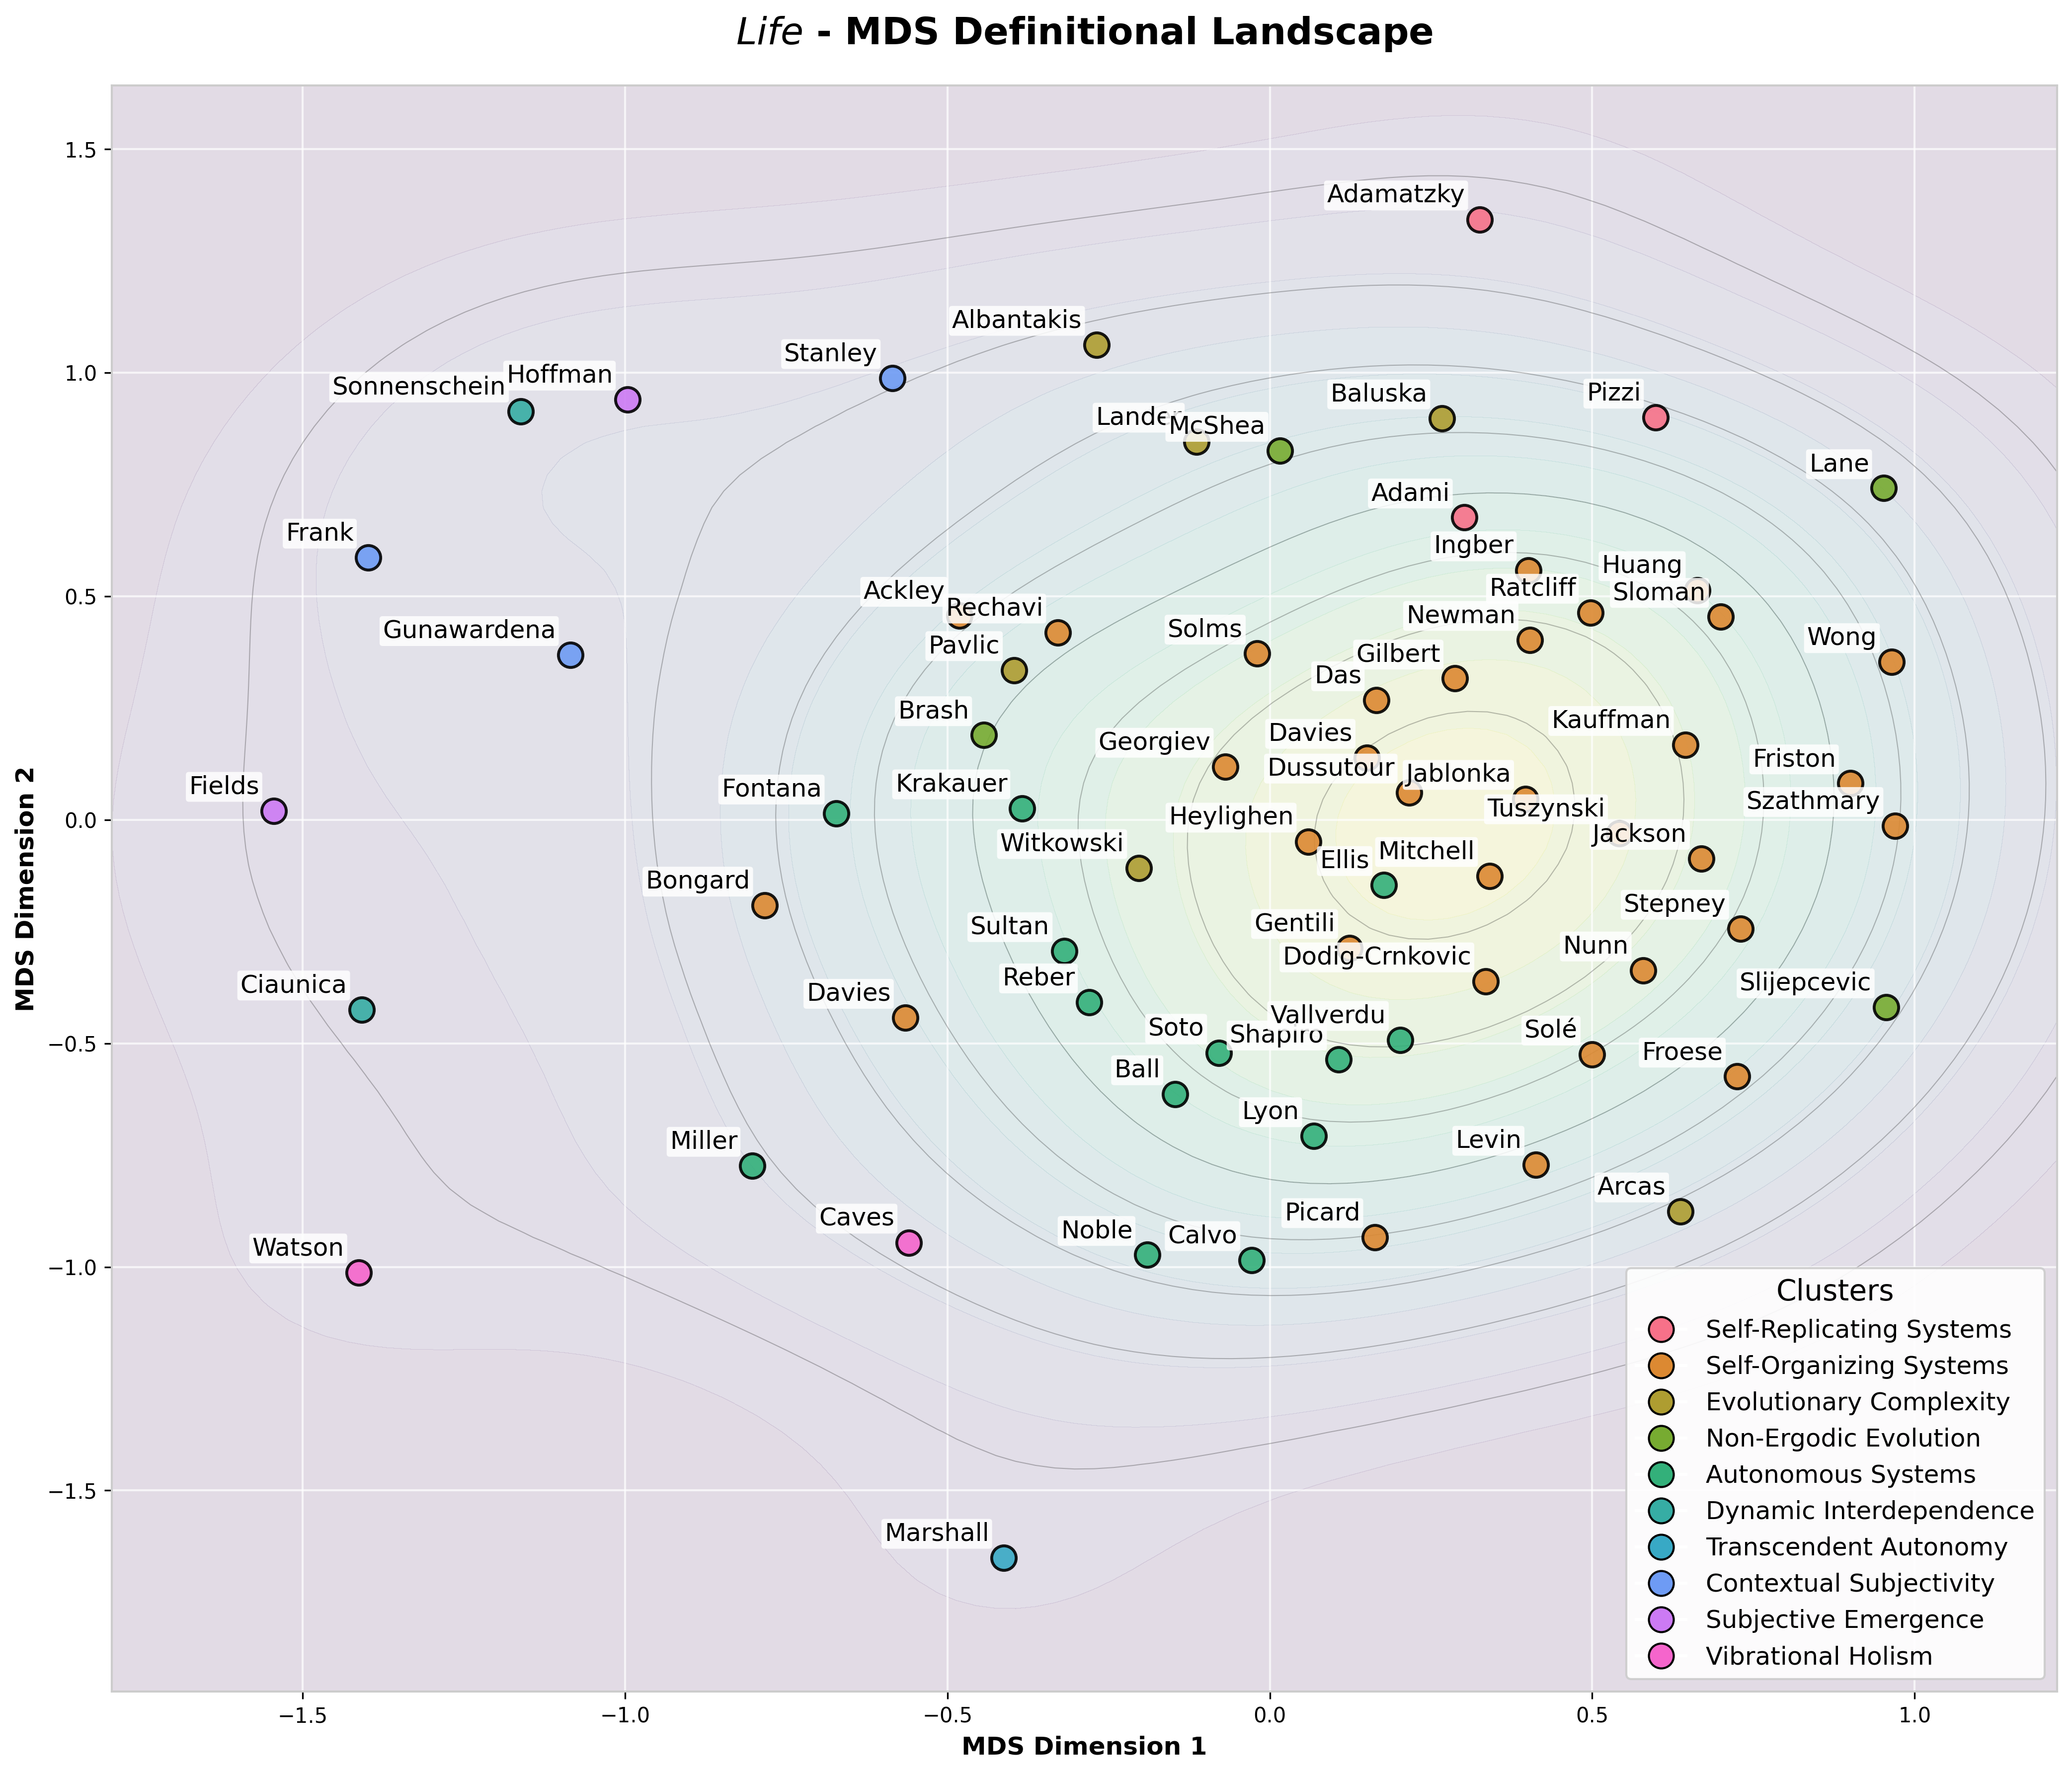 Life - MDS Definitional Landscape
1.5
1.0
0.5
0.0
−0.5
−1.0
−1.5
MDS Dimension 2
Adamatzky
Albantakis
Stanley
Hoffman
Sonnenschein
Baluska
Pizzi
Lander
McShea
Lane
Adami
Frank
Ingber
Huang
Ackley
Ratcliff
Sloman
Rechavi
Newman
Gunawardena
Solms
Wong
Pavlic
Gilbert
Das
Brash
Kauffman
Davies
Georgiev
Friston
Dussutour
Jablonka
Fields
Fontana
Krakauer
Szathmary
Tuszynski
Heylighen
Jackson
Witkowski
Ellis
Mitchell
Bongard
Stepney
Sultan
Gentili
Dodig-Crnkovic
Nunn
Ciaunica
Reber
Slijepcevic
Davies
Vallverdu
Soto
Shapiro
Solé
Froese
Ball
Lyon
Miller
Levin
Arcas
Caves
Picard
Noble
Calvo
Watson
Marshall
Clusters
Self-Replicating Systems
Self-Organizing Systems
Evolutionary Complexity
Non-Ergodic Evolution
Autonomous Systems
Dynamic Interdependence
Transcendent Autonomy
Contextual Subjectivity
Subjective Emergence
Vibrational Holism
−1.5
−1.0
−0.5
0.0
0.5
1.0
MDS Dimension 1